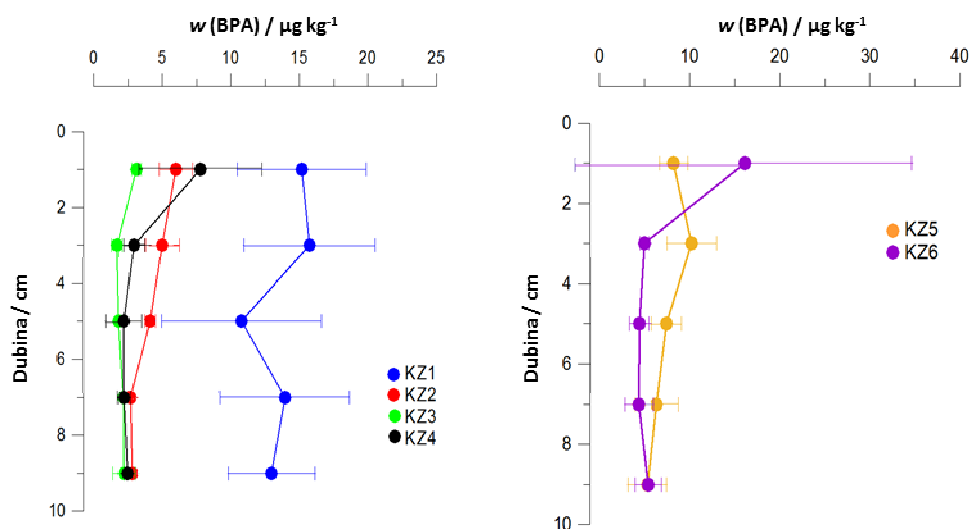 w (BPA) / µg kg⁻¹
0 5 10 15 20 25
0
2
4
6
8
10
Dubina / cm
KZ1
KZ2
KZ3
KZ4
w (BPA) / µg kg⁻¹
0 10 20 30 40
0
2
4
6
8
10
Dubina / cm
KZ5
KZ6